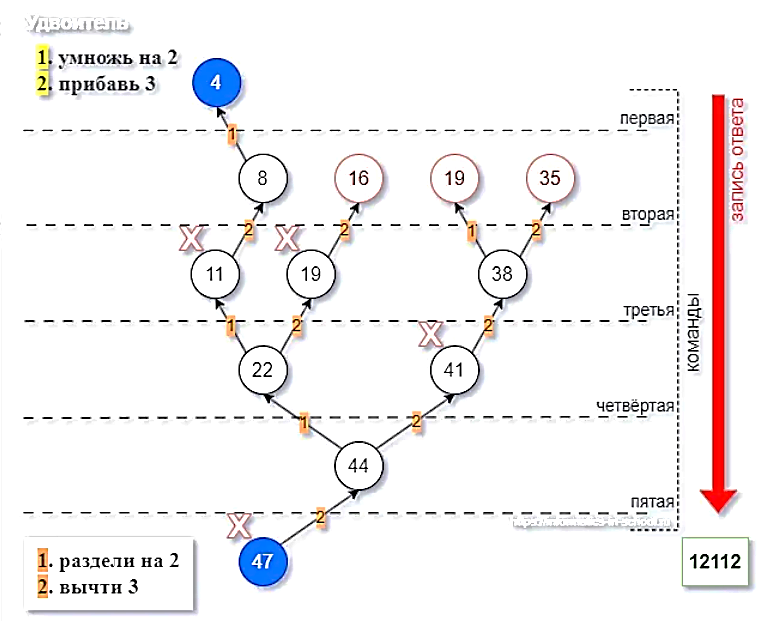 Удвоитель
1. умножь на 2
2. прибавь 3
4
первая
1
8
16
19
35
вторая
X
2
X
2
1
2
11
19
38
третья
1
2
X
2
22
41
четвёртая
1
2
44
пятая
X
2
47
1. раздели на 2
2. вычти 3
команды
запись ответа
12112